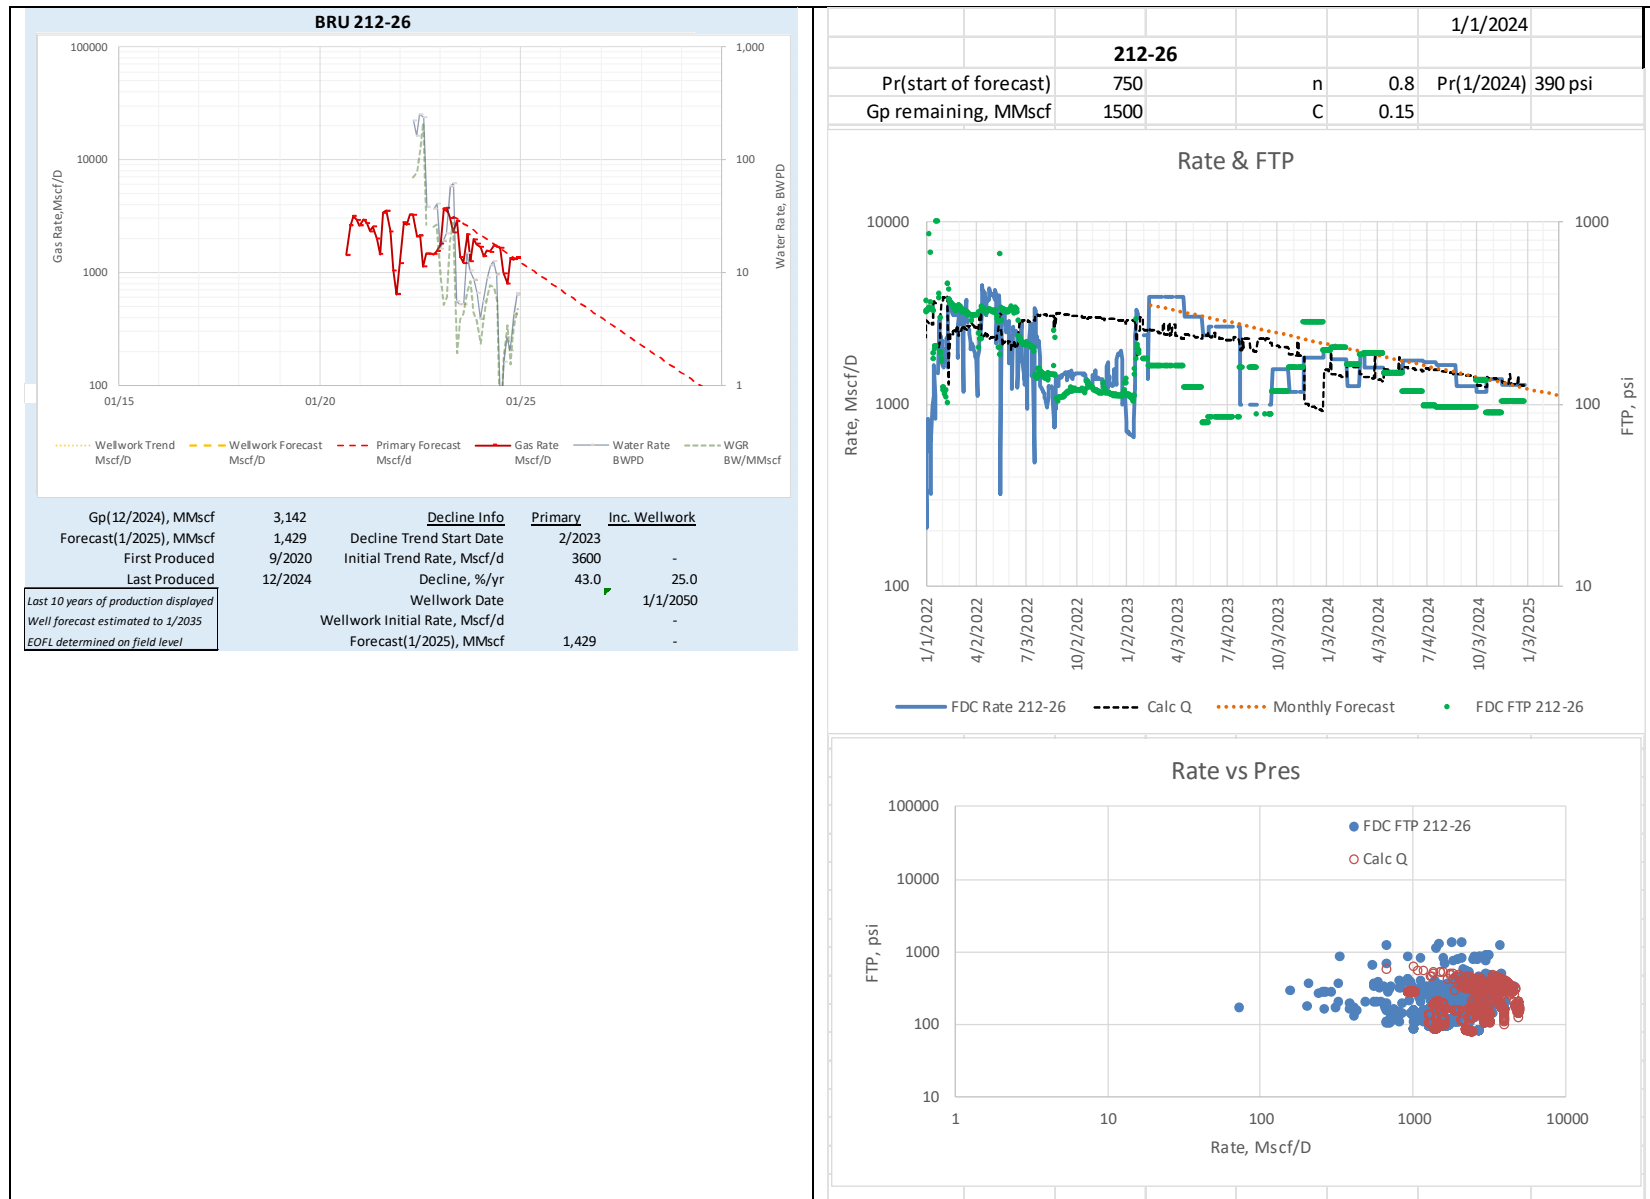 BRU 212-26
100000
10000
1000
100
1,000
100
10
1
Gas Rate,Mscf/D
Water Rate, BWPD
01/15
01/20
01/25
Wellwork Trend Mscf/D
Wellwork Forecast Mscf/D
Primary Forecast Mscf/d
Gas Rate Mscf/D
Water Rate BWPD
WGR BW/MMscf
Gp(12/2024), MMscf 3,142 Decline Info Primary Inc. Wellwork
Forecast(1/2025), MMscf 1,429 Decline Trend Start Date 2/2023
First Produced 9/2020 Initial Trend Rate, Mscf/d 3600 -
Last Produced 12/2024 Decline, %/yr 43.0 25.0
Last 10 years of production displayed Wellwork Date 1/1/2050
Well forecast estimated to 1/2035 Wellwork Initial Rate, Mscf/d -
EOFL determined on field level Forecast(1/2025), MMscf 1,429 -
1/1/2024
212-26
Pr(start of forecast) 750 n 0.8 Pr(1/2024) 390 psi
Gp remaining, MMscf 1500 C 0.15
Rate & FTP
10000
1000
100
1000
100
10
Rate, Mscf/D
FTP, psi
1/1/2022
4/2/2022
7/3/2022
10/2/2022
1/2/2023
4/3/2023
7/4/2023
10/3/2023
1/3/2024
4/3/2024
7/4/2024
10/3/2024
1/3/2025
FDC Rate 212-26
Calc Q
Monthly Forecast
FDC FTP 212-26
Rate vs Pres
100000
10000
1000
100
10
FTP, psi
FDC FTP 212-26
Calc Q
1
10
100
1000
10000
Rate, Mscf/D